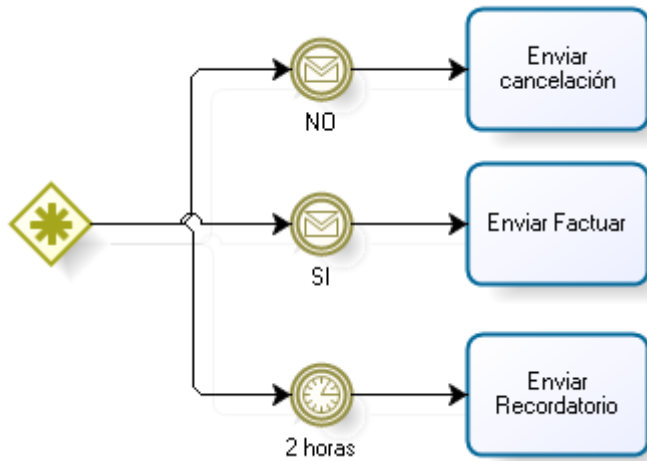 Enviar
cancelación
NO
Enviar Factuar
SI
Enviar
Recordatorio
2 horas